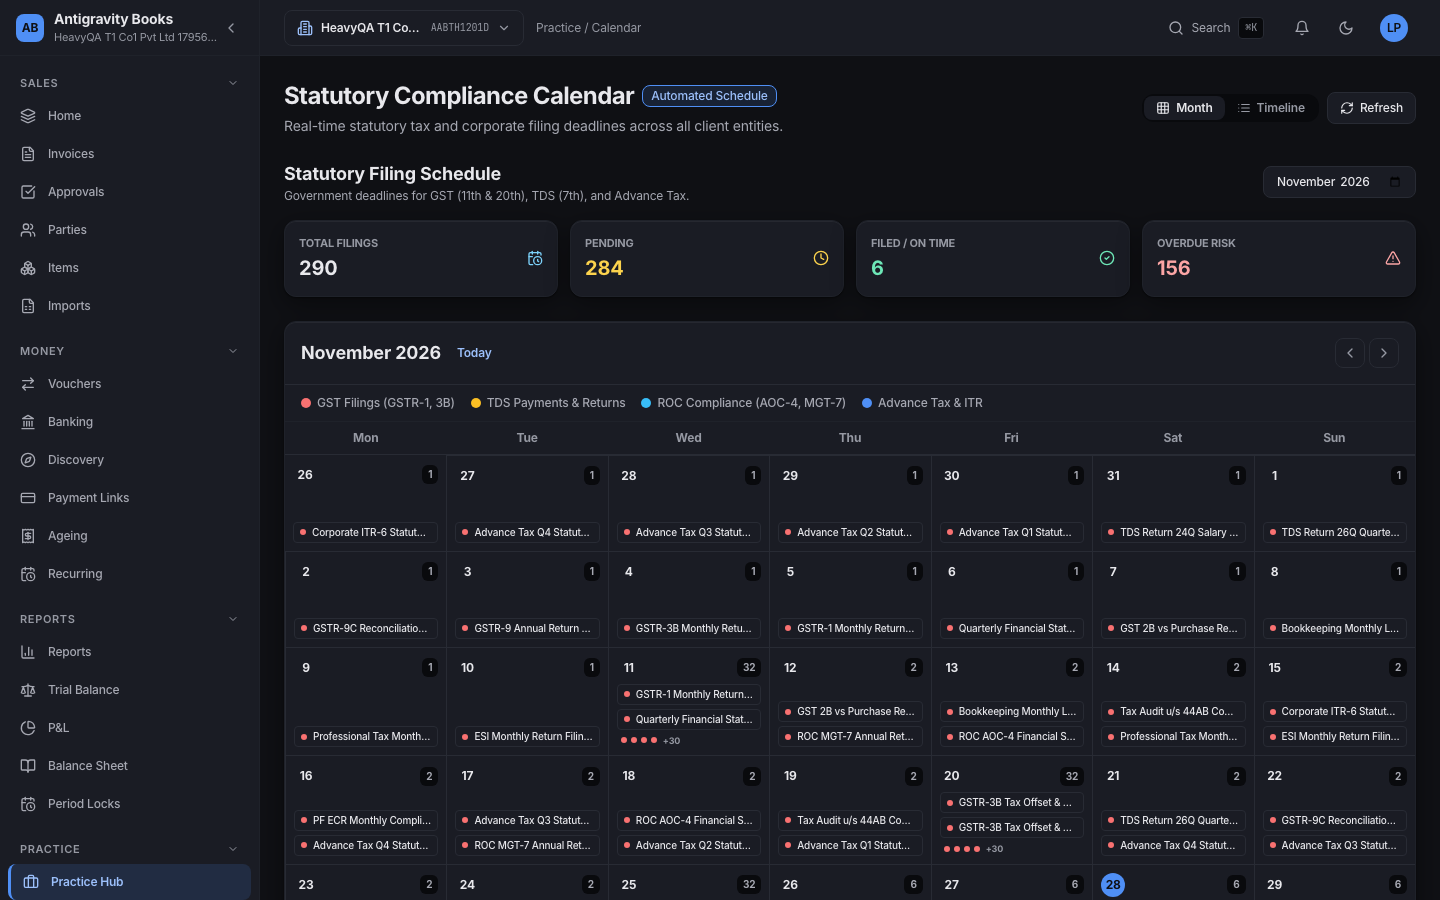 AB
Antigravity Books
HeavyQA T1 Co1 Pvt Ltd 17956...
HeavyQA T1 Co... AABTH1201D
Practice / Calendar
Search ⌘K
LP
SALES
Home
Invoices
Approvals
Parties
Items
Imports
MONEY
Vouchers
Banking
Discovery
Payment Links
Ageing
Recurring
REPORTS
Reports
Trial Balance
P&L
Balance Sheet
Period Locks
PRACTICE
Practice Hub
Statutory Compliance Calendar Automated Schedule
Real-time statutory tax and corporate filing deadlines across all client entities.
Month Timeline Refresh
Statutory Filing Schedule
Government deadlines for GST (11th & 20th), TDS (7th), and Advance Tax.
November 2026
TOTAL FILINGS
290
PENDING
284
FILED / ON TIME
6
OVERDUE RISK
156
November 2026 Today
GST Filings (GSTR-1, 3B) TDS Payments & Returns ROC Compliance (AOC-4, MGT-7) Advance Tax & ITR
Mon Tue Wed Thu Fri Sat Sun
26 1 27 1 28 1 29 1 30 1 31 1 1 1
Corporate ITR-6 Statut... Advance Tax Q4 Statut... Advance Tax Q3 Statut... Advance Tax Q2 Statut... Advance Tax Q1 Statut... TDS Return 24Q Salary ... TDS Return 26Q Quarte...
2 1 3 1 4 1 5 1 6 1 7 1 8 1
GSTR-9C Reconciliatio... GSTR-9 Annual Return ... GSTR-3B Monthly Retu... GSTR-1 Monthly Return... Quarterly Financial Stat... GST 2B vs Purchase Re... Bookkeeping Monthly L...
9 1 10 1 11 32 12 2 13 2 14 2 15 2
GSTR-1 Monthly Return...
GST 2B vs Purchase Re... Bookkeeping Monthly L... Tax Audit u/s 44AB Co... Corporate ITR-6 Statut...
Quarterly Financial Stat...
Professional Tax Month... ESI Monthly Return Filin... +30 ROC MGT-7 Annual Ret... ROC AOC-4 Financial S... Professional Tax Month... ESI Monthly Return Filin...
16 2 17 2 18 2 19 2 20 32 21 2 22 2
GSTR-3B Tax Offset & ...
PF ECR Monthly Compli... Advance Tax Q3 Statut... ROC AOC-4 Financial S... Tax Audit u/s 44AB Co... GSTR-3B Tax Offset & ... TDS Return 26Q Quarte... GSTR-9C Reconciliatio...
Advance Tax Q4 Statut... ROC MGT-7 Annual Ret... Advance Tax Q2 Statut... Advance Tax Q1 Statut... +30 Advance Tax Q4 Statut... Advance Tax Q3 Statut...
23 2 24 2 25 32 26 6 27 6 28 6 29 6